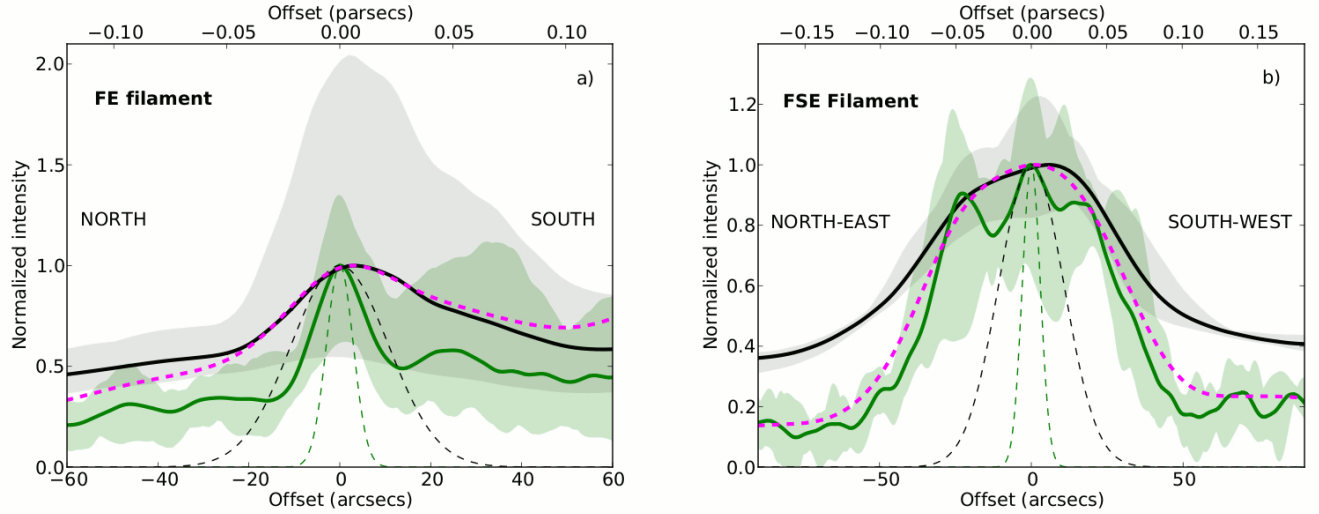 Offset (parsecs)
−0.10 −0.05 0.00 0.05 0.10
2.0
1.5
1.0
0.5
0.0
Normalized intensity
FE filament
a)
NORTH
SOUTH
−60 −40 −20 0 20 40 60
Offset (arcsecs)
Offset (parsecs)
−0.15 −0.10 −0.05 0.00 0.05 0.10 0.15
1.2
1.0
0.8
0.6
0.4
0.2
0.0
Normalized intensity
FSE Filament
b)
NORTH-EAST
SOUTH-WEST
−50 0 50
Offset (arcsecs)